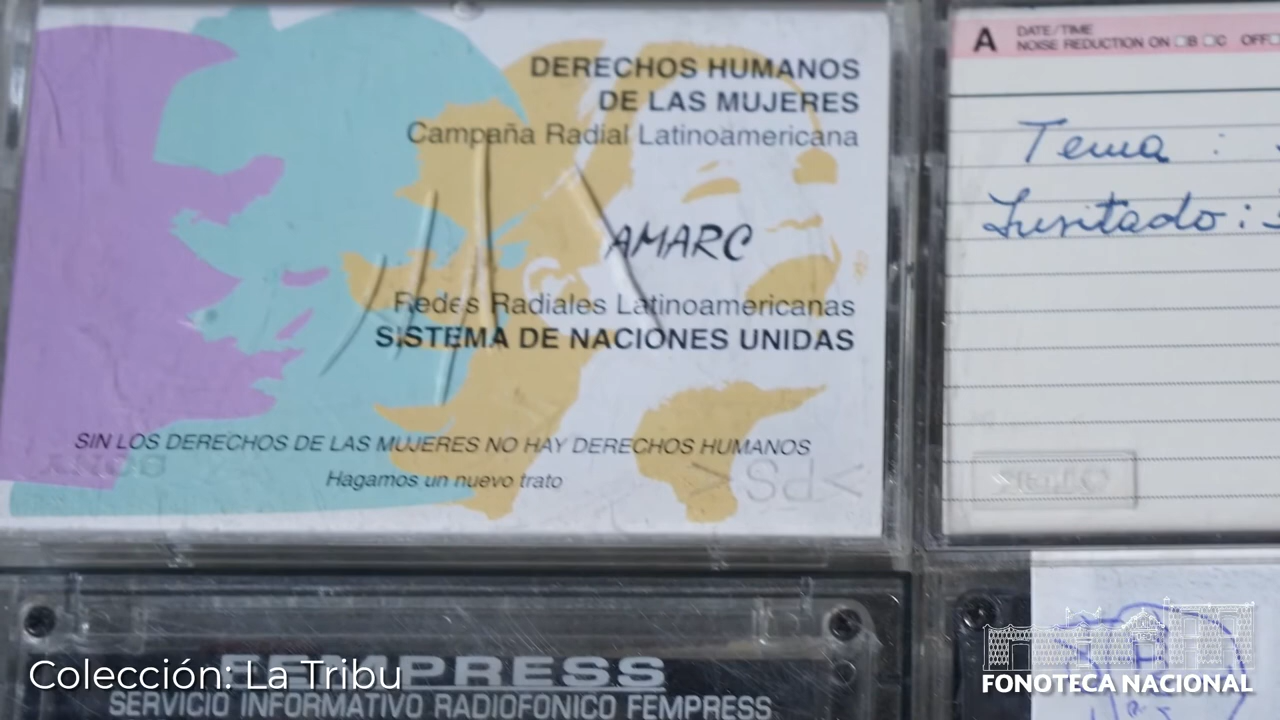 DERECHOS HUMANOS
DE LAS MUJERES
Campaña Radial Latinoamericana
AMARC
Redes Radiales Latinoamericanas
SISTEMA DE NACIONES UNIDAS
SIN LOS DERECHOS DE LAS MUJERES NO HAY DERECHOS HUMANOS
Hagamos un nuevo trato
>PS<
SONY
A DATE/TIME
NOISE REDUCTION ON □B □C OFF□
Tema :
Invitado :
FEMPRESS
SERVICIO INFORMATIVO RADIOFONICO FEMPRESS
Colección: La Tribu
FONOTECA NACIONAL